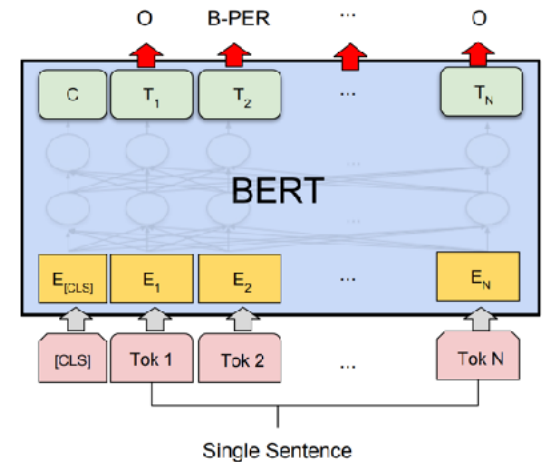 O B-PER ... O
C T1 T2 ... TN
...
BERT
...
E[CLS] E1 E2 ... EN
[CLS] Tok 1 Tok 2 ... Tok N
Single Sentence